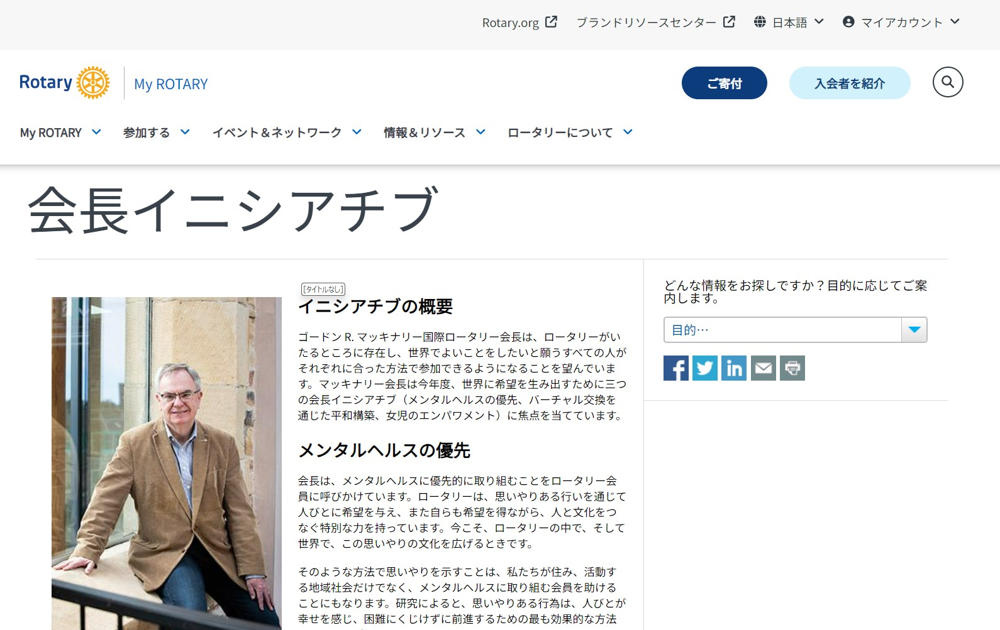 Rotary.org
ブランドリソースセンター
日本語
マイアカウント
Rotary
My ROTARY
ご寄付
入会者を紹介
My ROTARY
参加する
イベント＆ネットワーク
情報＆リソース
ロータリーについて
会長イニシアチブ
[タイトルなし]
イニシアチブの概要
ゴードン R. マッキナリー国際ロータリー会長は、ロータリーがい
たるところに存在し、世界でよいことをしたいと願うすべての人が
それぞれに合った方法で参加できるようになることを望んでいま
す。マッキナリー会長は今年度、世界に希望を生み出すために三つ
の会長イニシアチブ（メンタルヘルスの優先、バーチャル交換を
通じた平和構築、女児のエンパワメント）に焦点を当てています。
メンタルヘルスの優先
会長は、メンタルヘルスに優先的に取り組むことをロータリー会
員に呼びかけています。ロータリーは、思いやりある行いを通じて
人びとに希望を与え、また自らも希望を得ながら、人と文化をつ
なぐ特別な力を持っています。今こそ、ロータリーの中で、そして
世界で、この思いやりの文化を広げるときです。
そのような方法で思いやりを示すことは、私たちが住み、活動す
る地域社会だけでなく、メンタルヘルスに取り組む会員を助ける
ことにもなります。研究によると、思いやりある行為は、人びとが
幸せを感じ、困難にくじけずに前進するための最も効果的な方法
どんな情報をお探しですか？目的に応じてご案
内します。
目的…